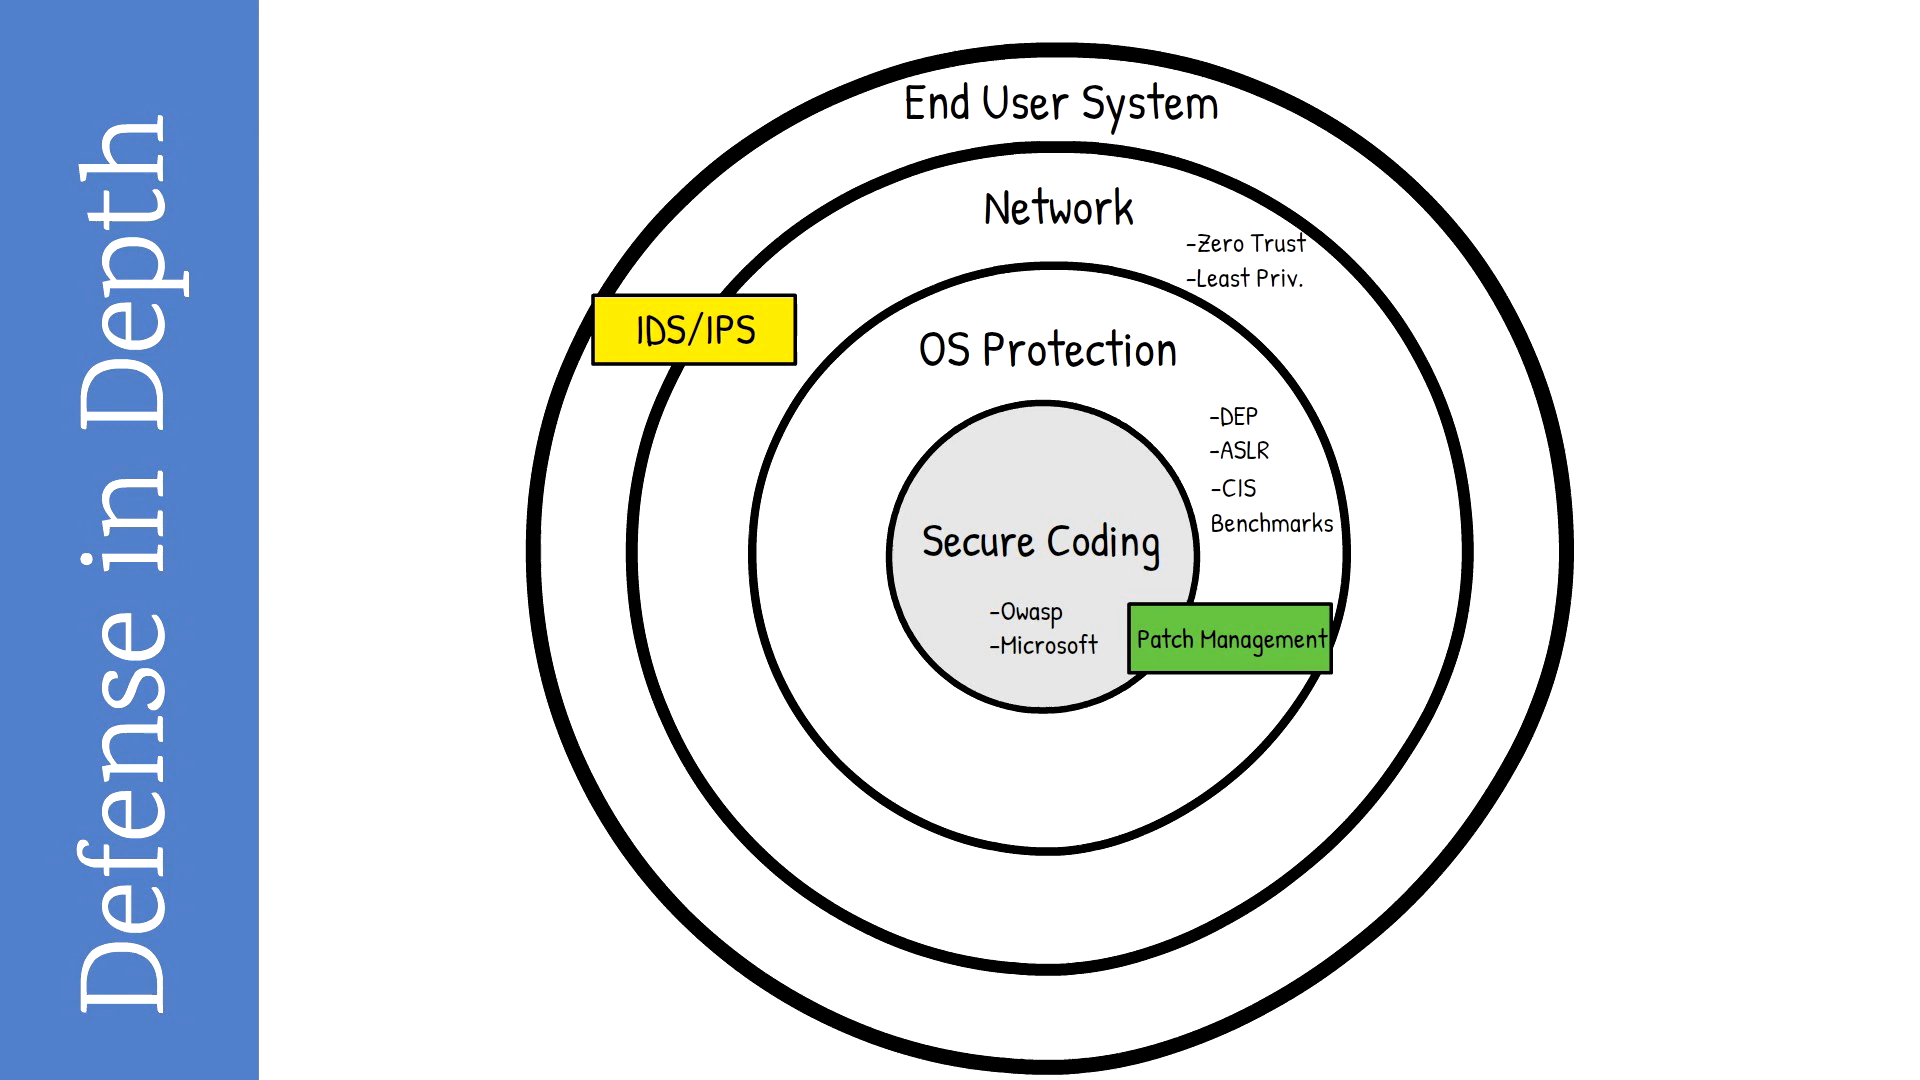 Defense in Depth
End User System
Network
-Zero Trust
-Least Priv.
IDS/IPS
OS Protection
-DEP
-ASLR
-CIS
Benchmarks
Secure Coding
-Owasp
-Microsoft
Patch Management